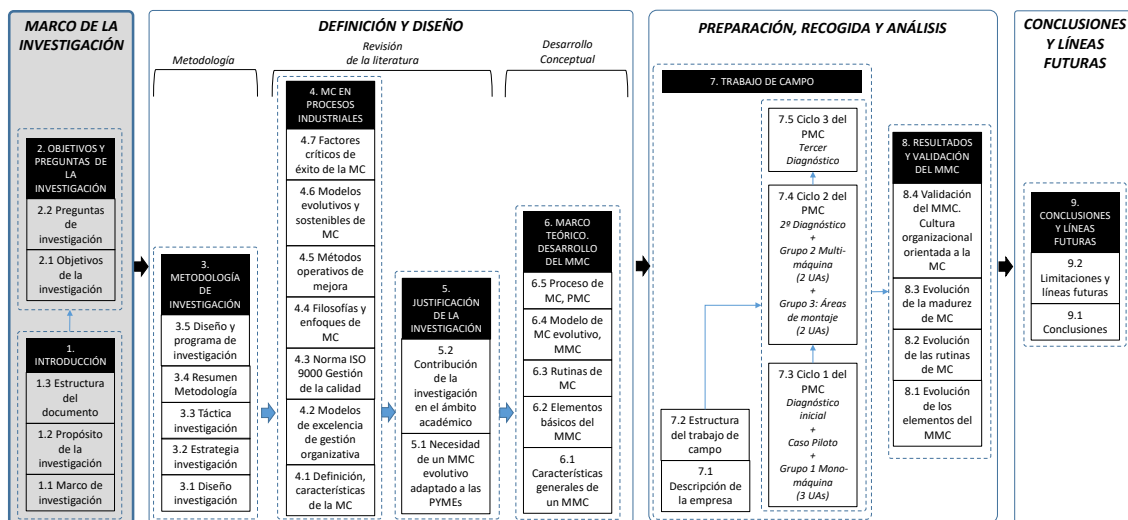 MARCO DE LA
INVESTIGACIÓN
2. OBJETIVOS Y
PREGUNTAS DE
LA
INVESTIGACIÓN
2.2 Preguntas
de
investigación
2.1 Objetivos
de la
investigación
1.
INTRODUCCIÓN
1.3 Estructura
del
documento
1.2 Propósito
de la
investigación
1.1 Marco de
investigación
DEFINICIÓN Y DISEÑO
Metodología
Revisión
de la literatura
Desarrollo
Conceptual
3.
METODOLOGÍA
DE
INVESTIGACIÓN
3.5 Diseño y
programa de
investigación
3.4 Resumen
Metodología
3.3 Táctica
investigación
3.2 Estrategia
investigación
3.1 Diseño
investigación
4. MC EN
PROCESOS
INDUSTRIALES
4.7 Factores
críticos de
éxito de la MC
4.6 Modelos
evolutivos y
sostenibles de
MC
4.5 Métodos
operativos de
mejora
4.4 Filosofías y
enfoques de
MC
4.3 Norma ISO
9000 Gestión
de la calidad
4.2 Modelos
de excelencia
de gestión
organizativa
4.1 Definición,
características
de la MC
5.
JUSTIFICACIÓN
DE LA
INVESTIGACIÓN
5.2
Contribución
de la
investigación
en el ámbito
académico
5.1 Necesidad
de un MMC
evolutivo
adaptado a las
PYMEs
6. MARCO
TEÓRICO.
DESARROLLO
DEL MMC
6.5 Proceso de
MC, PMC
6.4 Modelo de
MC evolutivo,
MMC
6.3 Rutinas de
MC
6.2 Elementos
básicos del
MMC
6.1
Características
generales de
un MMC
PREPARACIÓN, RECOGIDA Y ANÁLISIS
7. TRABAJO DE CAMPO
7.5 Ciclo 3 del
PMC
Tercer
Diagnóstico
7.4 Ciclo 2 del
PMC
2º Diagnóstico
+
Grupo 2 Multi-
máquina
(2 UAs)
+
Grupo 3: Áreas
de montaje
(2 UAs)
7.3 Ciclo 1 del
PMC
Diagnóstico
inicial
+
Caso Piloto
+
Grupo 1 Mono-
máquina
(3 UAs)
7.2 Estructura
del trabajo de
campo
7.1
Descripción de
la empresa
8. RESULTADOS
Y VALIDACIÓN
DEL MMC
8.4 Validación
del MMC.
Cultura
organizacional
orientada a la
MC
8.3 Evolución
de la madurez
de MC
8.2 Evolución
de las rutinas
de MC
8.1 Evolución
de los
elementos del
MMC
CONCLUSIONES
Y LÍNEAS
FUTURAS
9.
CONCLUSIONES
Y LÍNEAS
FUTURAS
9.2
Limitaciones y
líneas futuras
9.1
Conclusiones